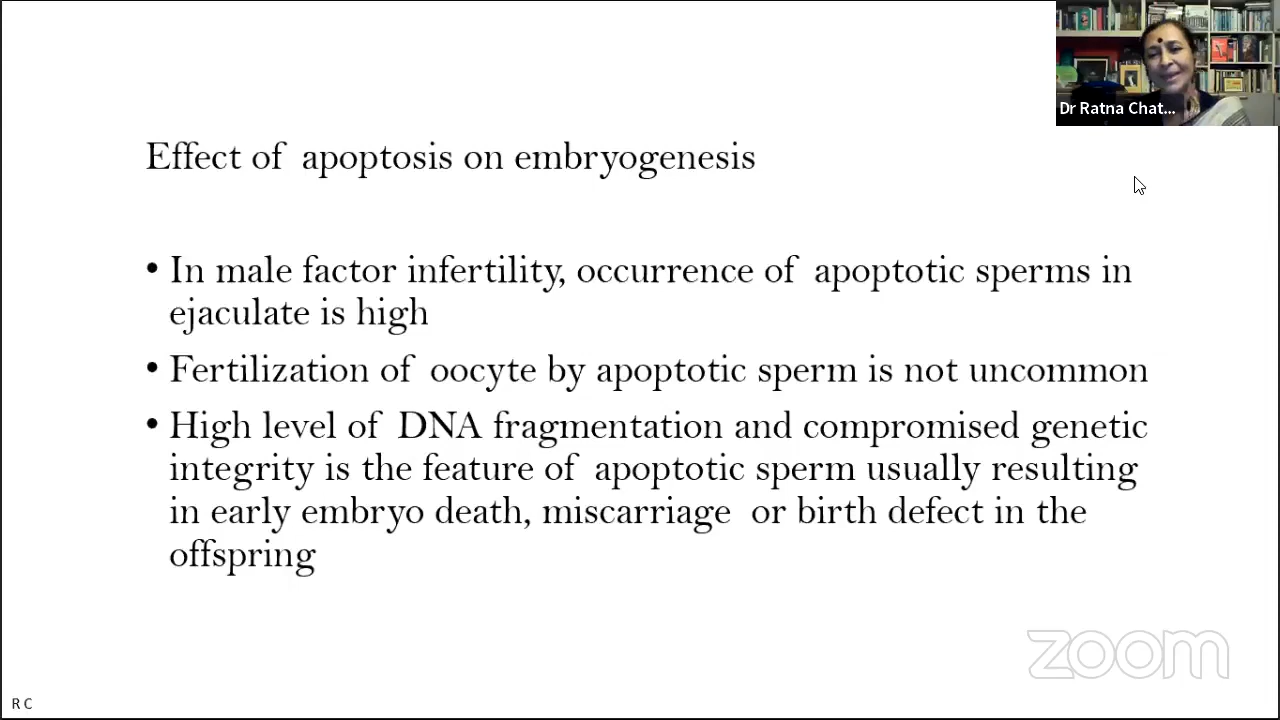 Dr Ratna Chat...
Effect of apoptosis on embryogenesis
• In male factor infertility, occurrence of apoptotic sperms in
ejaculate is high
• Fertilization of oocyte by apoptotic sperm is not uncommon
• High level of DNA fragmentation and compromised genetic
integrity is the feature of apoptotic sperm usually resulting
in early embryo death, miscarriage or birth defect in the
offspring
zoom
R C